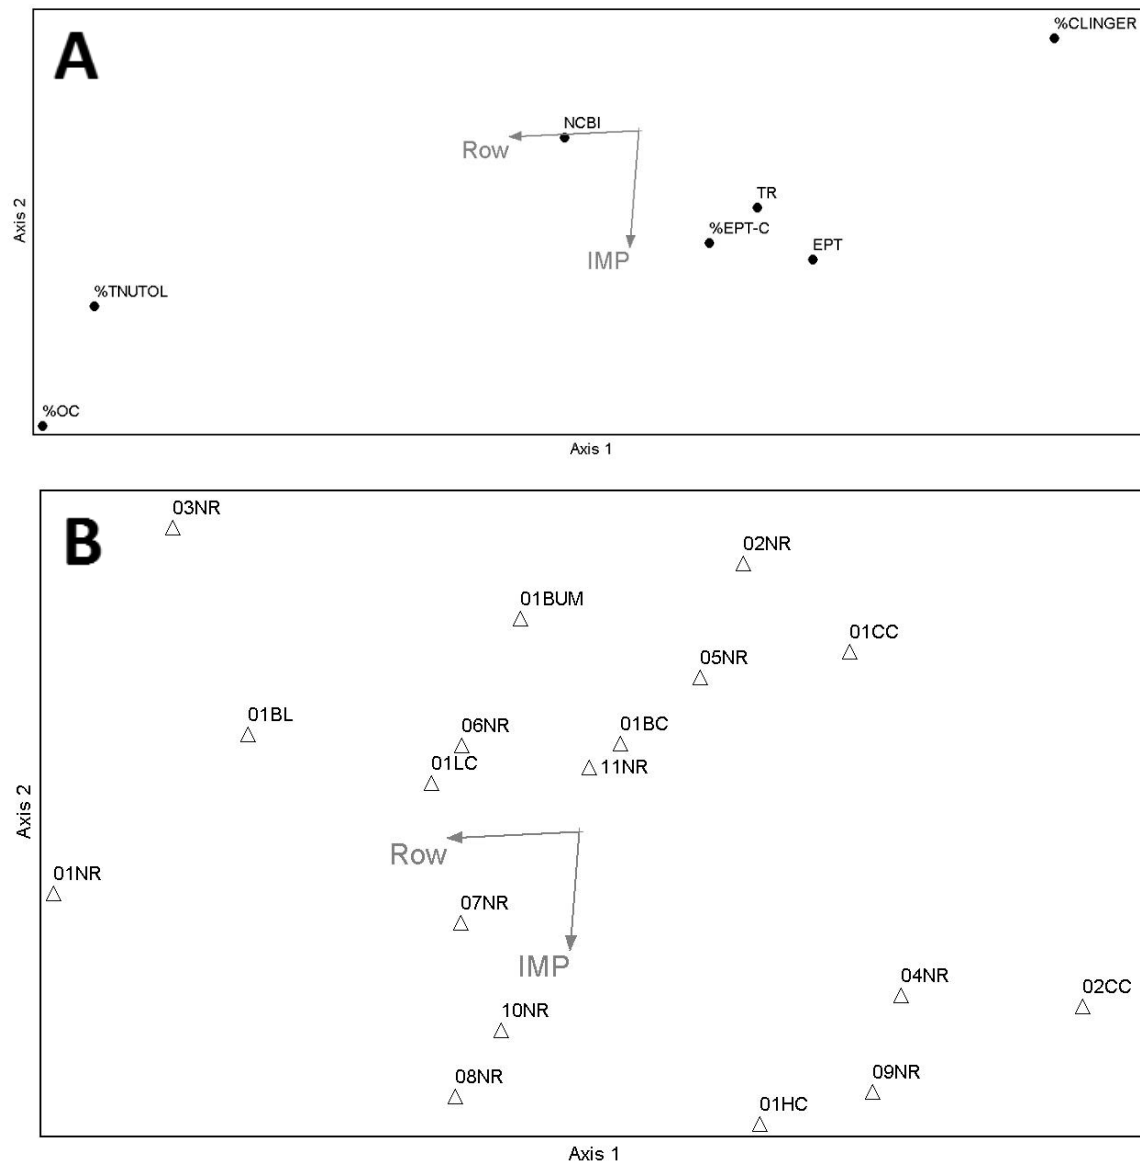 A
%CLINGER
NCBI
Row
TR
%EPT-C
EPT
IMP
%TNUTOL
%OC
Axis 2
Axis 1
B
03NR
02NR
01BUM
01CC
05NR
01BL
06NR
01BC
01LC
11NR
Row
01NR
07NR
IMP
04NR
02CC
10NR
08NR
09NR
01HC
Axis 2
Axis 1